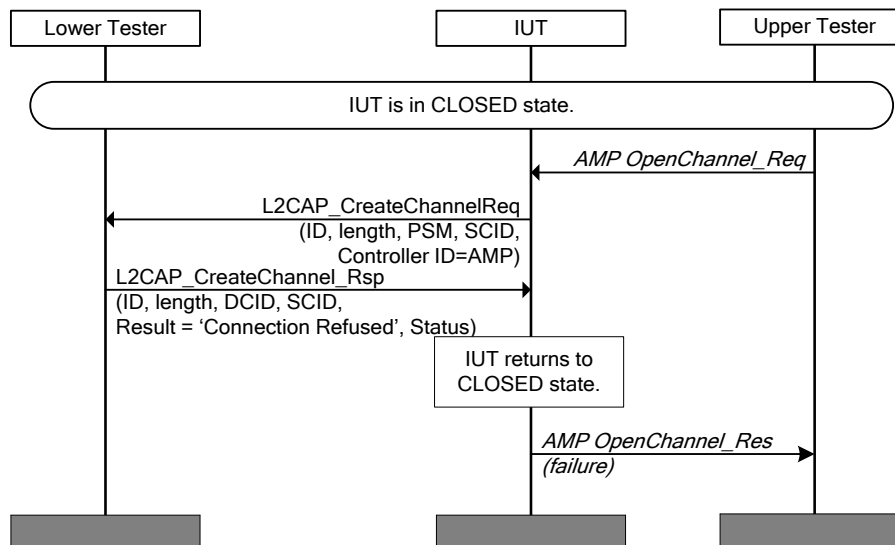 Lower Tester
IUT
Upper Tester
IUT is in CLOSED state.
AMP OpenChannel_Req
L2CAP_CreateChannelReq
(ID, length, PSM, SCID,
Controller ID=AMP)
L2CAP_CreateChannel_Rsp
(ID, length, DCID, SCID,
Result = ‘Connection Refused’, Status)
IUT returns to
CLOSED state.
AMP OpenChannel_Res
(failure)